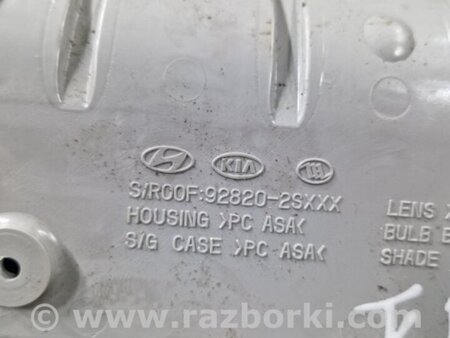 KIA
S/ROOF:92820-2SXXX
HOUSING >PC ASA<
S/G CASE >PC ASA<
LENS >
BULB B
SHADE
www.razborki.com